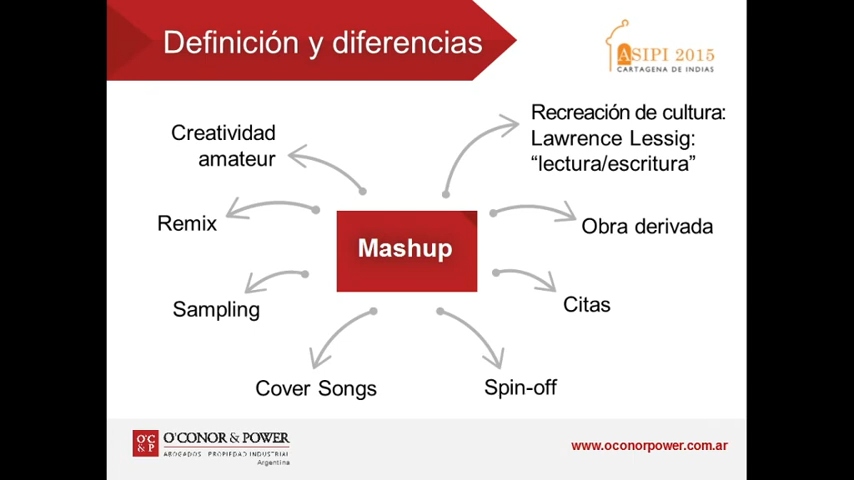 Definición y diferencias
ASIPI 2015
CARTAGENA DE INDIAS
Creatividad
amateur
Recreación de cultura:
Lawrence Lessig:
“lectura/escritura”
Remix
Mashup
Obra derivada
Sampling
Citas
Cover Songs
Spin-off
O'C
& P
O'CONOR & POWER
ABOGADOS · PROPIEDAD INDUSTRIAL
Argentina
www.oconorpower.com.ar